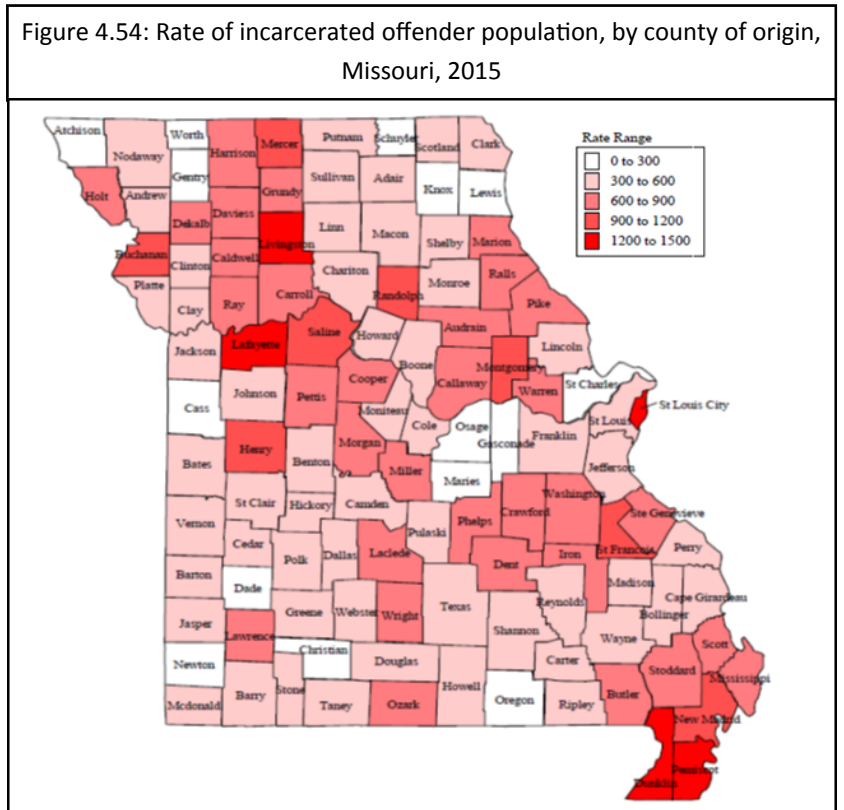 Figure 4.54: Rate of incarcerated offender population, by county of origin,
Missouri, 2015
Rate Range
0 to 300
300 to 600
600 to 900
900 to 1200
1200 to 1500
Atchison
Nodaway
Worth
Gentry
Harrison
Mercer
Putnam
Schuyler
Scotland
Clark
Holt
Andrew
Dekalb
Daviess
Grundy
Sullivan
Adair
Knox
Lewis
Buchanan
Clinton
Caldwell
Livingston
Linn
Macon
Shelby
Marion
Platte
Clay
Ray
Carroll
Chariton
Randolph
Monroe
Ralls
Pike
Jackson
Lafayette
Saline
Howard
Boone
Audrain
Callaway
Montgomery
Lincoln
Warren
St Charles
St Louis City
St Louis
Cass
Johnson
Pettis
Cooper
Moniteau
Cole
Osage
Gasconade
Franklin
Jefferson
Bates
Henry
Benton
Morgan
Miller
Maries
Vernon
St Clair
Hickory
Camden
Pulaski
Phelps
Crawford
Washington
Ste Genevieve
St Francois
Perry
Barton
Cedar
Polk
Dallas
Laclede
Dent
Iron
Madison
Cape Girardeau
Bollinger
Jasper
Dade
Greene
Webster
Wright
Texas
Shannon
Reynolds
Wayne
Newton
Lawrence
Christian
Douglas
Howell
Carter
Stoddard
Scott
Mississippi
Mcdonald
Barry
Stone
Taney
Ozark
Oregon
Ripley
Butler
New Madrid
Dunklin
Pemiscot